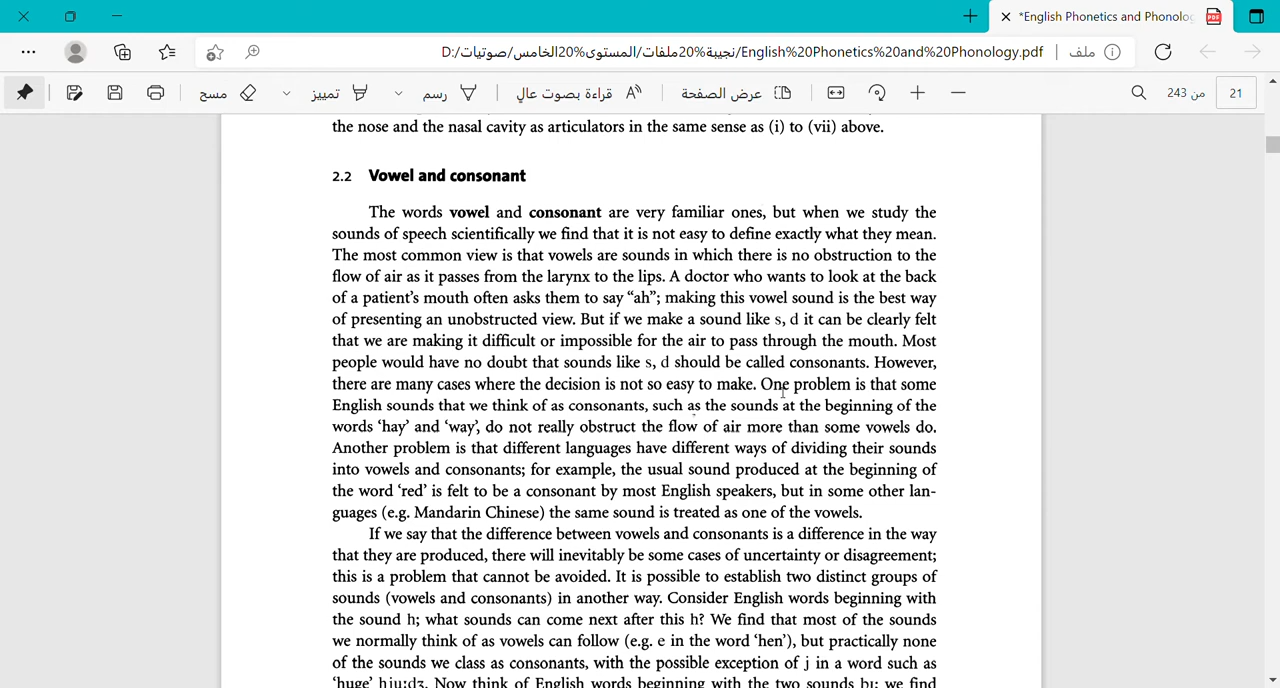 *English Phonetics and Phonolog
D:/نجيبة%20ملفات/المستوى%20الخامس/صوتيات/English%20Phonetics%20and%20Phonology.pdf
ملف
مسح
تمييز
رسم
قراءة بصوت عالٍ
عرض الصفحة
من 243
21
the nose and the nasal cavity as articulators in the same sense as (i) to (vii) above.
2.2 Vowel and consonant
The words vowel and consonant are very familiar ones, but when we study the
sounds of speech scientifically we find that it is not easy to define exactly what they mean.
The most common view is that vowels are sounds in which there is no obstruction to the
flow of air as it passes from the larynx to the lips. A doctor who wants to look at the back
of a patient's mouth often asks them to say “ah”; making this vowel sound is the best way
of presenting an unobstructed view. But if we make a sound like s, d it can be clearly felt
that we are making it difficult or impossible for the air to pass through the mouth. Most
people would have no doubt that sounds like s, d should be called consonants. However,
there are many cases where the decision is not so easy to make. One problem is that some
English sounds that we think of as consonants, such as the sounds at the beginning of the
words ‘hay’ and ‘way’, do not really obstruct the flow of air more than some vowels do.
Another problem is that different languages have different ways of dividing their sounds
into vowels and consonants; for example, the usual sound produced at the beginning of
the word ‘red’ is felt to be a consonant by most English speakers, but in some other lan-
guages (e.g. Mandarin Chinese) the same sound is treated as one of the vowels.
If we say that the difference between vowels and consonants is a difference in the way
that they are produced, there will inevitably be some cases of uncertainty or disagreement;
this is a problem that cannot be avoided. It is possible to establish two distinct groups of
sounds (vowels and consonants) in another way. Consider English words beginning with
the sound h; what sounds can come next after this h? We find that most of the sounds
we normally think of as vowels can follow (e.g. e in the word ‘hen’), but practically none
of the sounds we class as consonants, with the possible exception of j in a word such as
‘huge’ hjuːdʒ. Now think of English words beginning with the two sounds bɪ; we find